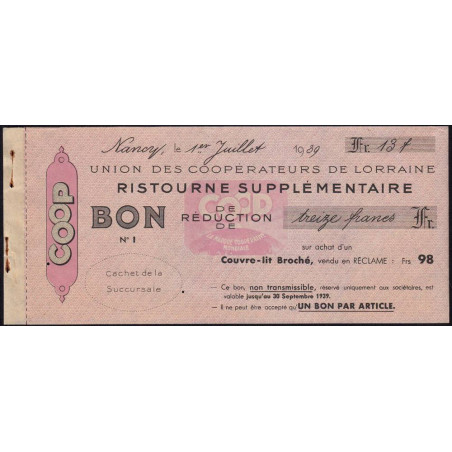 Nancy, le 1er Juillet 1939 Fr. 13 f
UNION DES COOPÉRATEURS DE LORRAINE
RISTOURNE SUPPLÉMENTAIRE
COOP
BON DE RÉDUCTION DE treize francs Fr.
N° 1
COOP
sur achat d'un
Couvre-lit Broché, vendu en RÉCLAME : Frs 98
Cachet de la
Succursale
— Ce bon, non transmissible, réservé uniquement aux sociétaires, est
valable jusqu'au 30 Septembre 1939.
— Il ne peut être accepté qu'UN BON PAR ARTICLE.